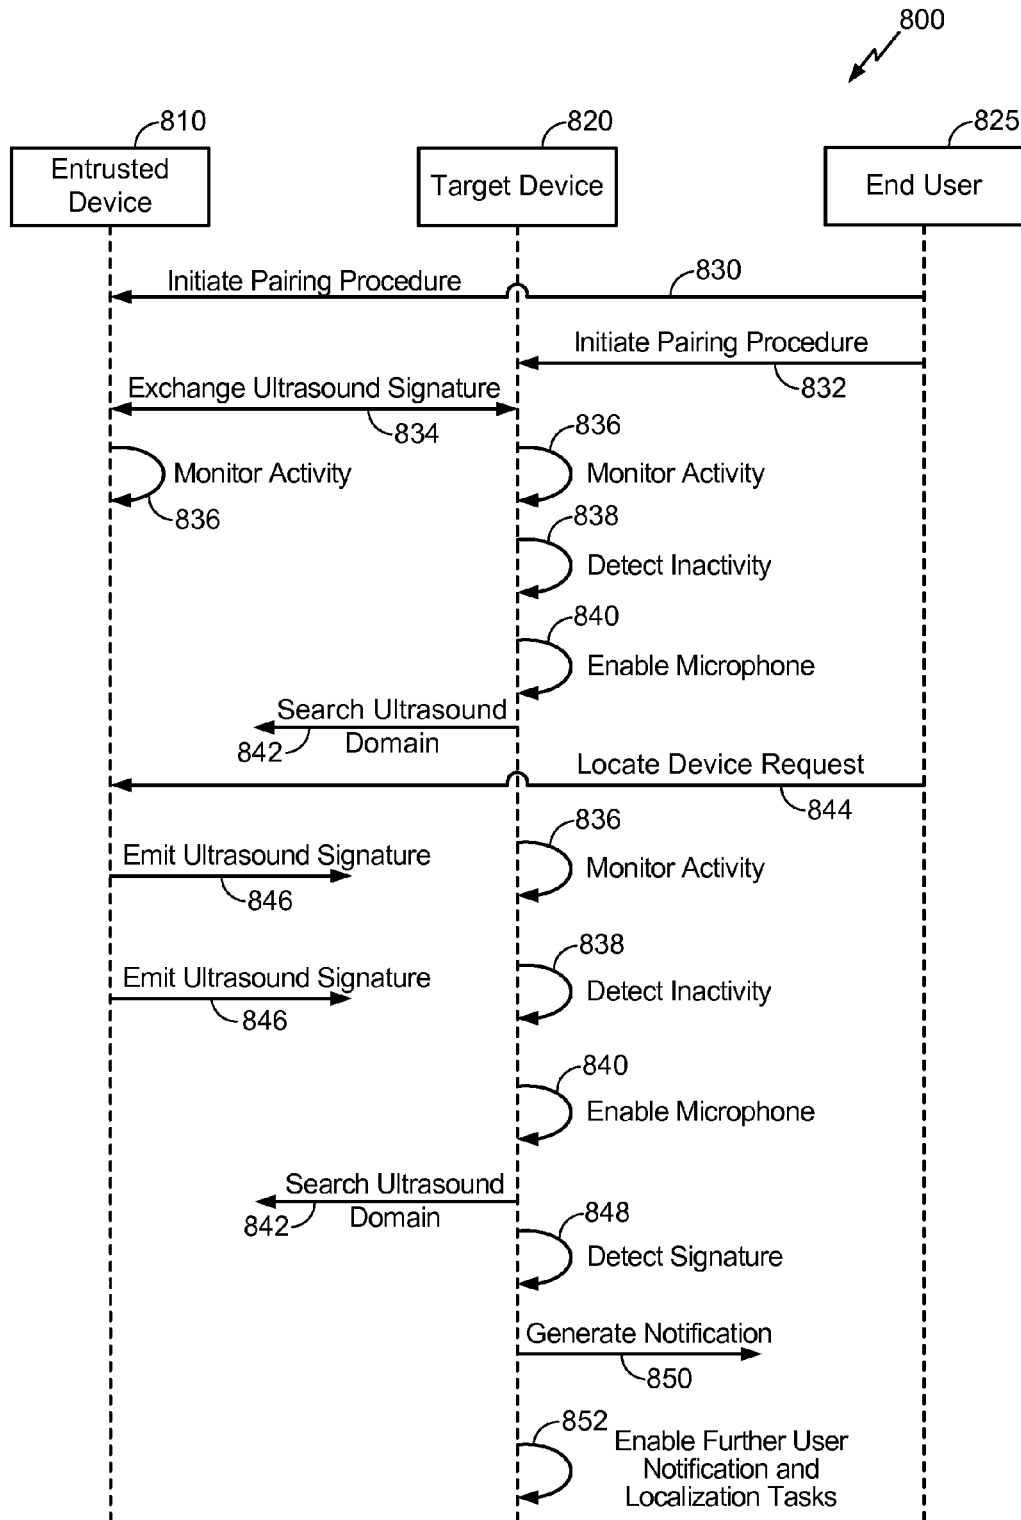 800
810
820
825
Entrusted
Device
Target Device
End User
Initiate Pairing Procedure
830
Initiate Pairing Procedure
832
Exchange Ultrasound Signature
834
836
Monitor Activity
836
Monitor Activity
838
Detect Inactivity
840
Enable Microphone
Search Ultrasound
Domain
842
Locate Device Request
844
836
Monitor Activity
Emit Ultrasound Signature
846
838
Detect Inactivity
Emit Ultrasound Signature
846
840
Enable Microphone
Search Ultrasound
Domain
842
848
Detect Signature
Generate Notification
850
852
Enable Further User
Notification and
Localization Tasks